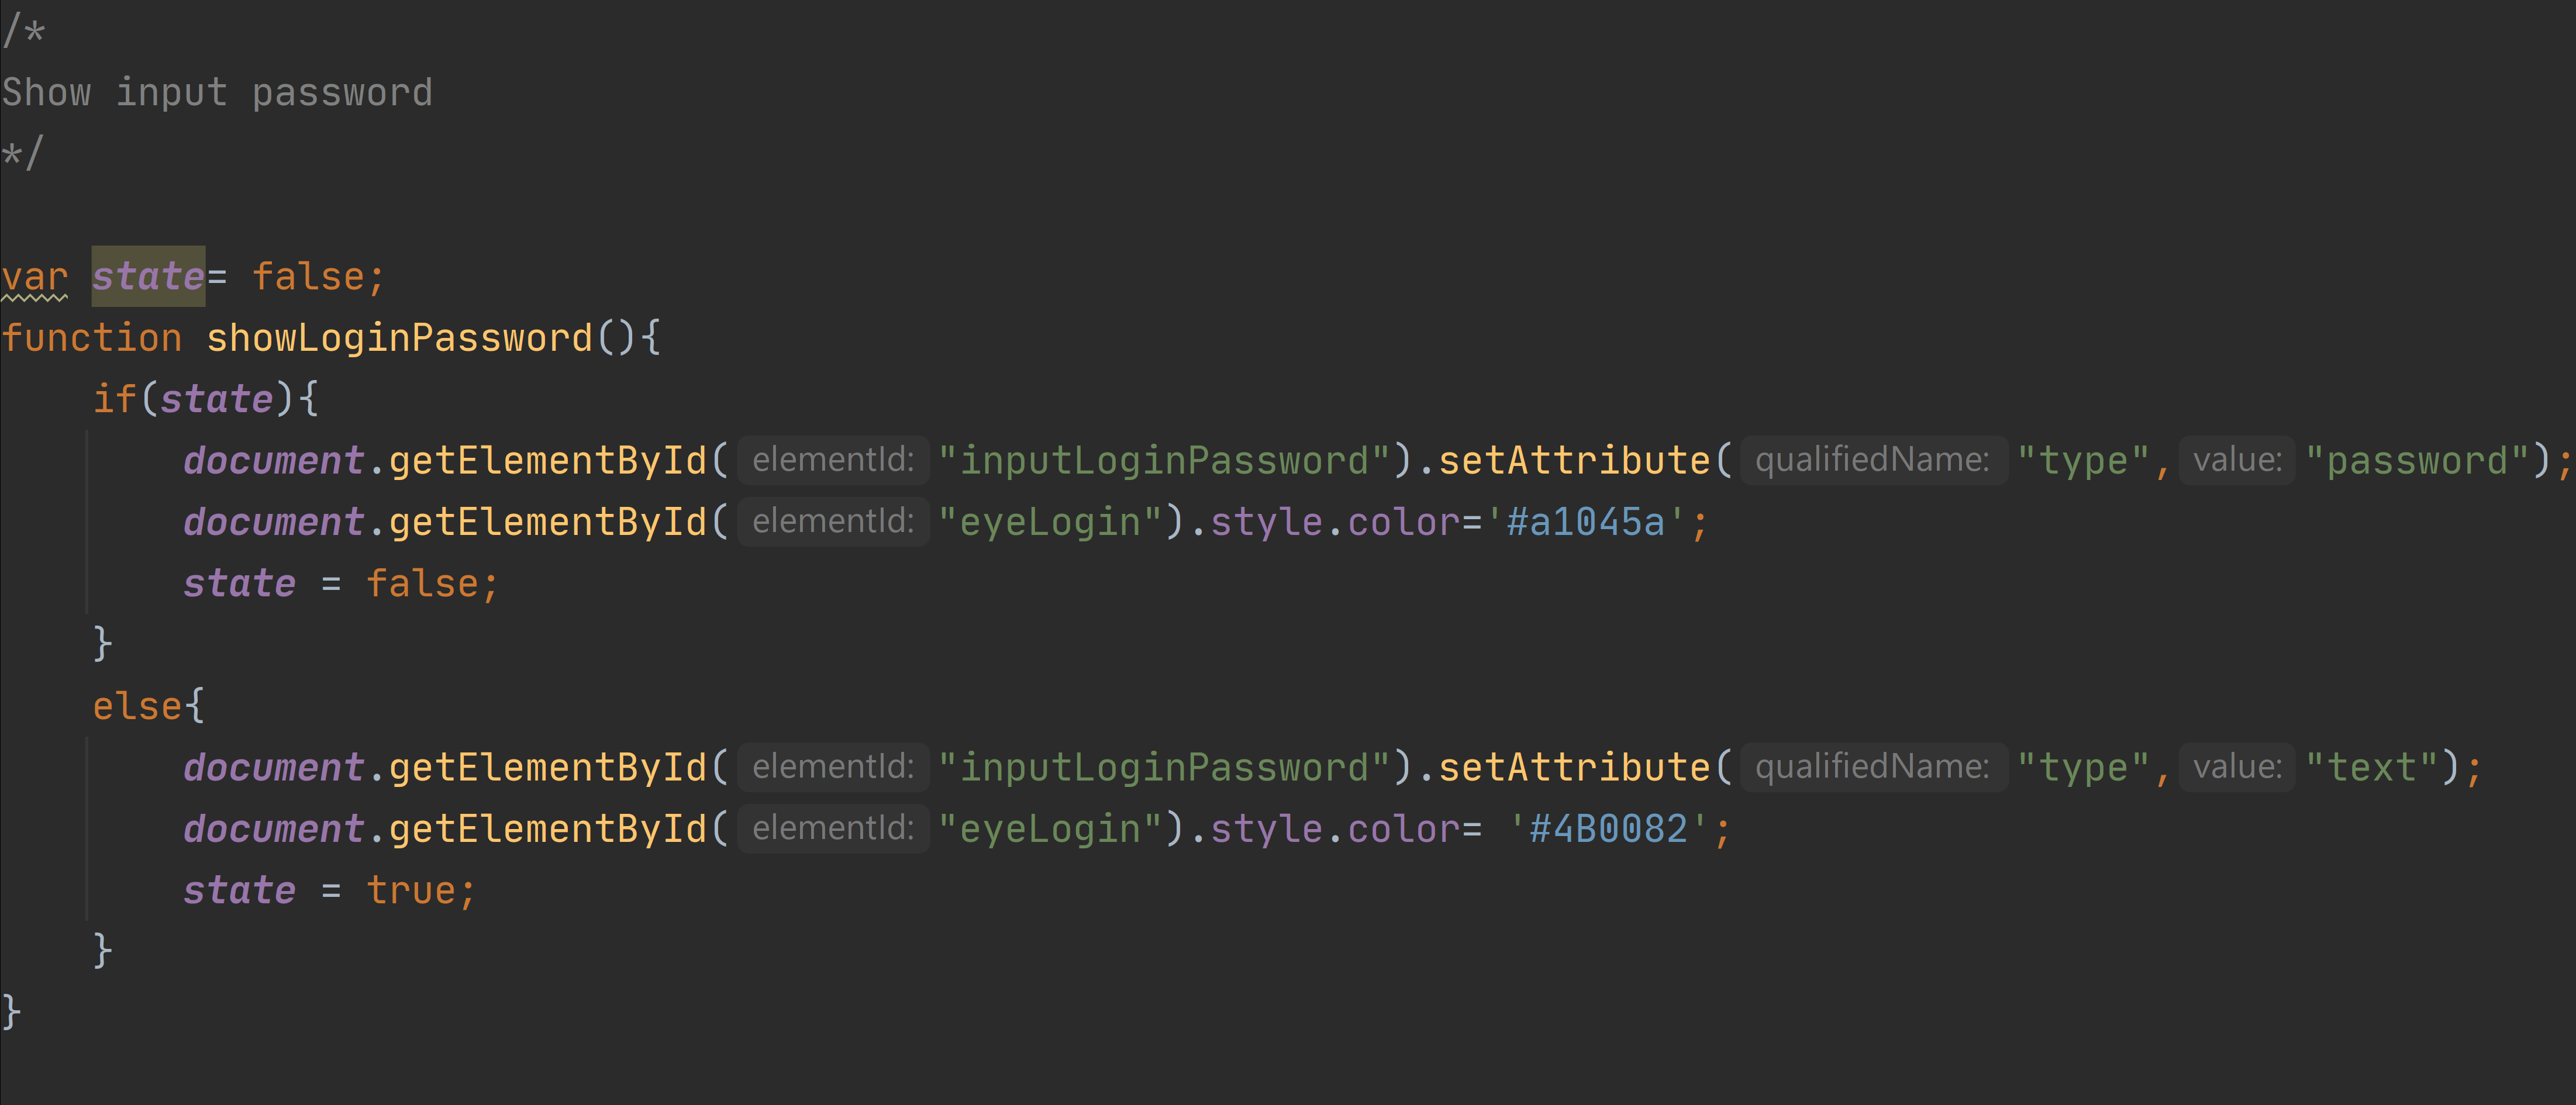 /*
Show input password
*/
var state= false;
function showLoginPassword(){
if(state){
document.getElementById( elementId: "inputLoginPassword").setAttribute( qualifiedName: "type", value: "password");
document.getElementById( elementId: "eyeLogin").style.color='#a1045a';
state = false;
}
else{
document.getElementById( elementId: "inputLoginPassword").setAttribute( qualifiedName: "type", value: "text");
document.getElementById( elementId: "eyeLogin").style.color= '#4B0082';
state = true;
}
}